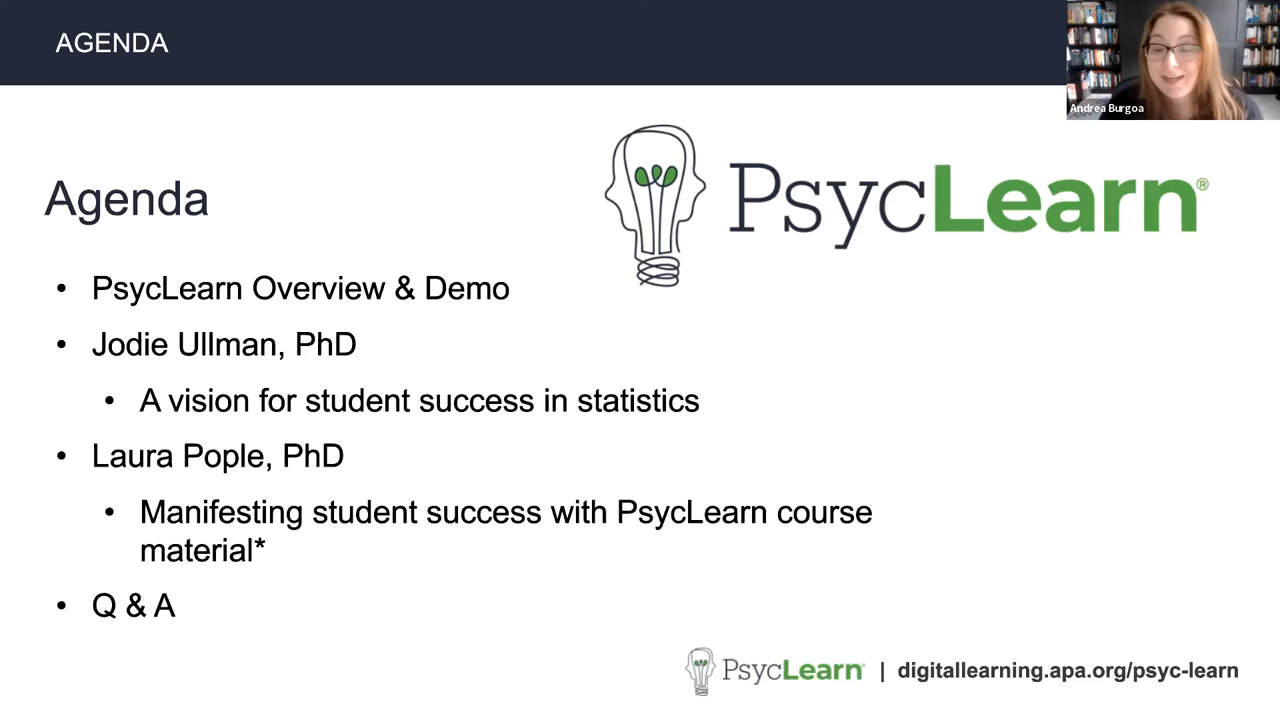 AGENDA
Andrea Burgoa
PsycLearn®
Agenda
• PsycLearn Overview & Demo
• Jodie Ullman, PhD
• A vision for student success in statistics
• Laura Pople, PhD
• Manifesting student success with PsycLearn course
material*
• Q & A
PsycLearn | digitallearning.apa.org/psyc-learn